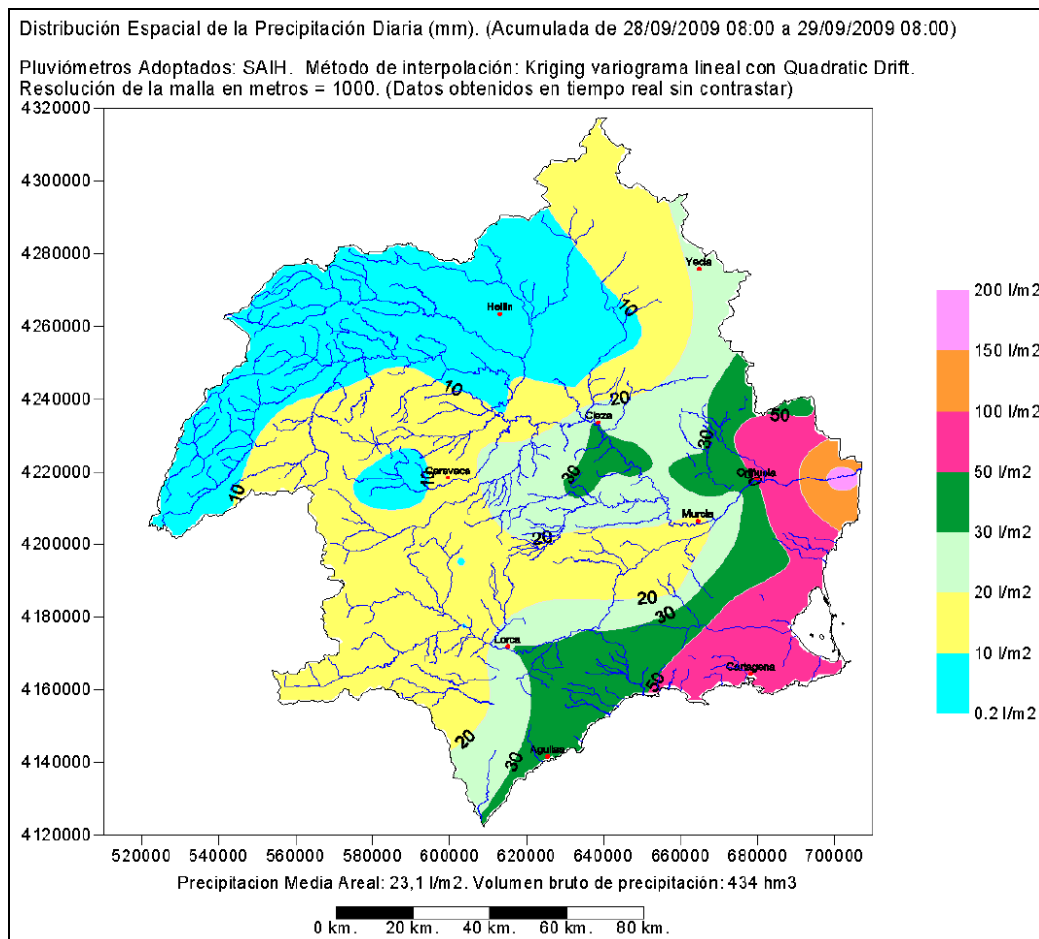 Distribución Espacial de la Precipitación Diaria (mm). (Acumulada de 28/09/2009 08:00 a 29/09/2009 08:00)
Pluviómetros Adoptados: SAIH. Método de interpolación: Kriging variograma lineal con Quadratic Drift.
Resolución de la malla en metros = 1000. (Datos obtenidos en tiempo real sin contrastar)
4320000
4300000
4280000
4260000
4240000
4220000
4200000
4180000
4160000
4140000
4120000
Yecla
Hellin
10
10
20
Cieza
50
30
Caravaca
10
30
Orihuela
10
Murcia
20
20
30
Lorca
Cartagena
50
20
Aguilas
30
200 l/m2
150 l/m2
100 l/m2
50 l/m2
30 l/m2
20 l/m2
10 l/m2
0.2 l/m2
520000 540000 560000 580000 600000 620000 640000 660000 680000 700000
Precipitacion Media Areal: 23,1 l/m2. Volumen bruto de precipitación: 434 hm3
0 km. 20 km. 40 km. 60 km. 80 km.